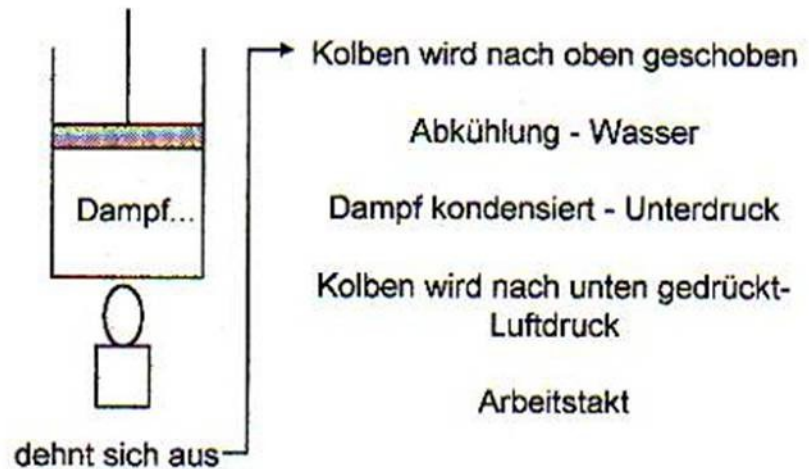 Dampf...
dehnt sich aus
Kolben wird nach oben geschoben
Abkühlung - Wasser
Dampf kondensiert - Unterdruck
Kolben wird nach unten gedrückt-
Luftdruck
Arbeitstakt